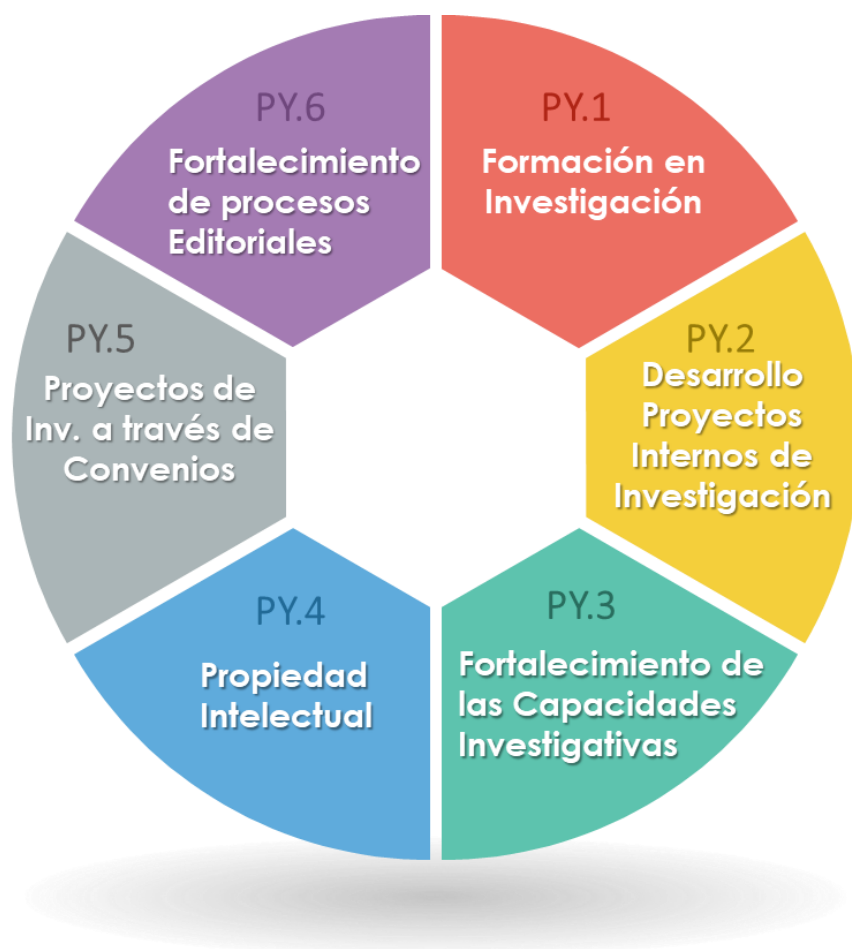 PY.1
Formación en
Investigación
PY.2
Desarrollo
Proyectos
Internos de
Investigación
PY.3
Fortalecimiento de
las Capacidades
Investigativas
PY.4
Propiedad
Intelectual
PY.5
Proyectos de
Inv. a través de
Convenios
PY.6
Fortalecimiento
de procesos
Editoriales